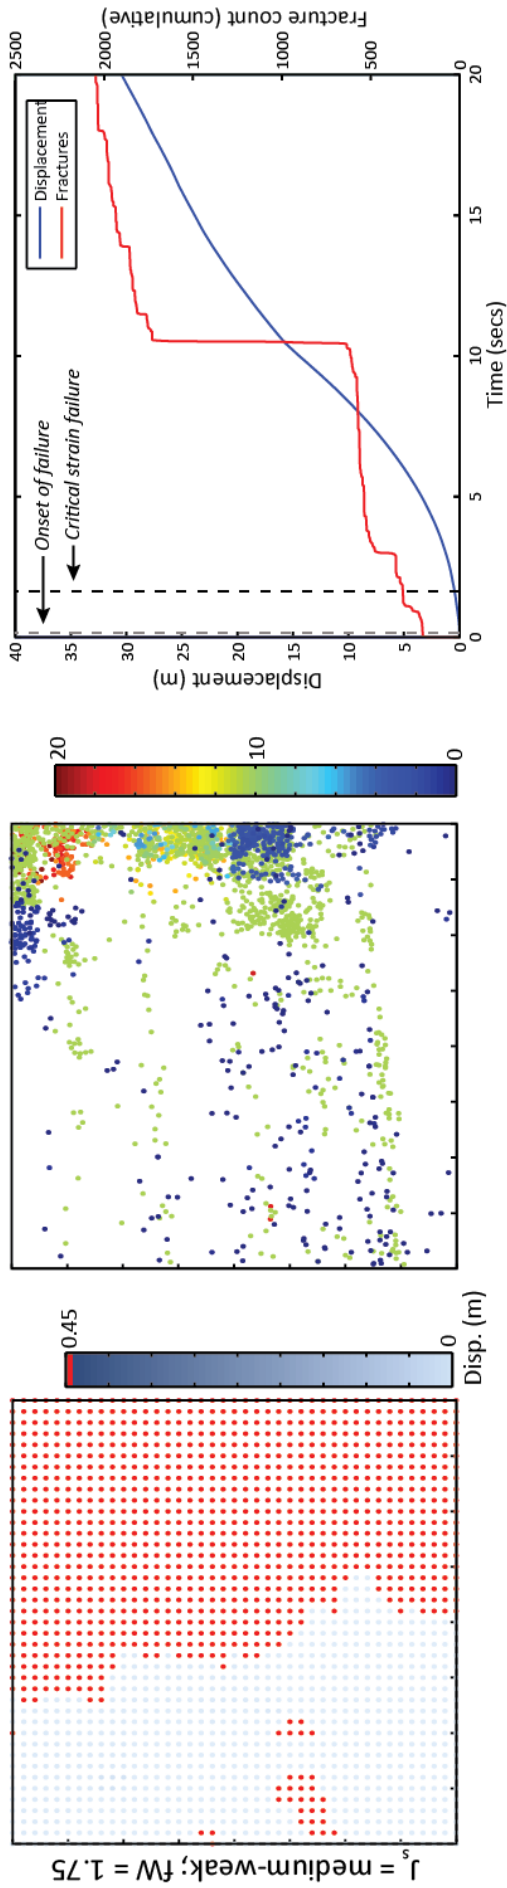 J_s = medium-weak; fW = 1.75
0.45
0
Disp. (m)
20
10
0
Onset of failure
Critical strain failure
Displacement
Fractures
Displacement (m)
40
35
30
25
20
15
10
5
0
0
5
10
15
20
Time (secs)
Fracture count (cumulative)
2500
2000
1500
1000
500
0